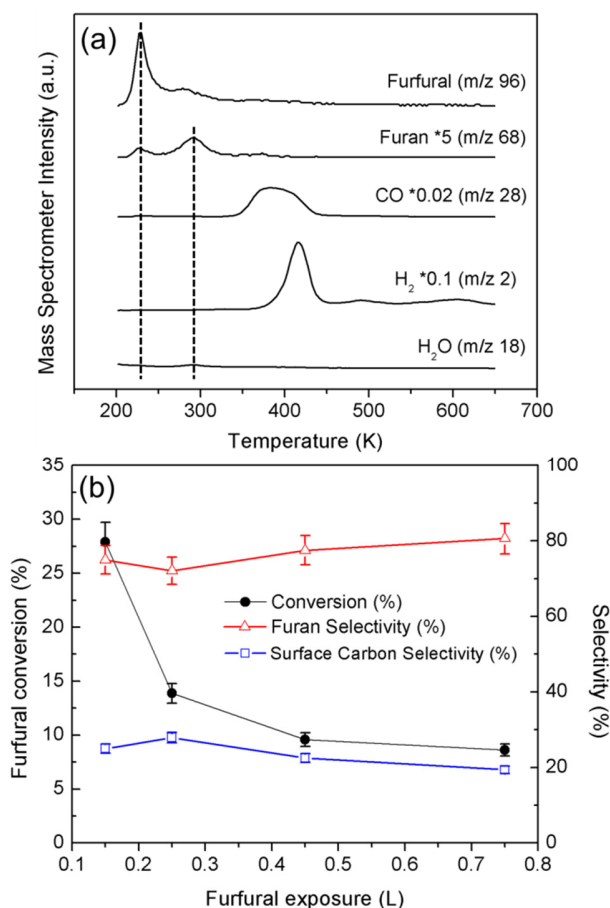 (a)
Mass Spectrometer Intensity (a.u.)
Furfural (m/z 96)
Furan *5 (m/z 68)
CO *0.02 (m/z 28)
H₂ *0.1 (m/z 2)
H₂O (m/z 18)
200 300 400 500 600 700
Temperature (K)
(b)
Furfural conversion (%)
35
30
25
20
15
10
5
0
Conversion (%)
Furan Selectivity (%)
Surface Carbon Selectivity (%)
100
80
60
40
20
0
Selectivity (%)
0.1 0.2 0.3 0.4 0.5 0.6 0.7 0.8
Furfural exposure (L)